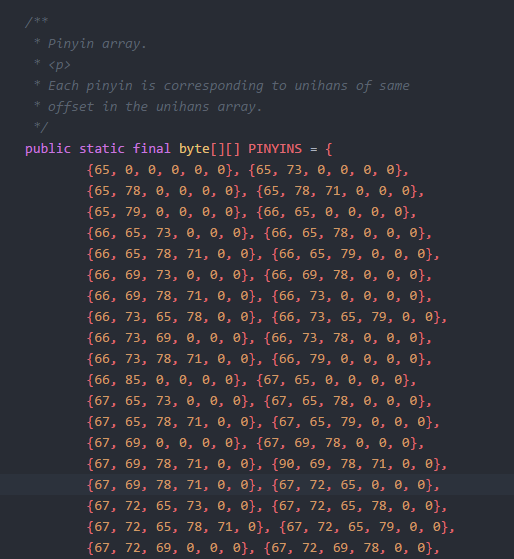 /**
* Pinyin array.
* <p>
* Each pinyin is corresponding to unihans of same
* offset in the unihans array.
*/
public static final byte[][] PINYINS = {
{65, 0, 0, 0, 0, 0}, {65, 73, 0, 0, 0, 0},
{65, 78, 0, 0, 0, 0}, {65, 78, 71, 0, 0, 0},
{65, 79, 0, 0, 0, 0}, {66, 65, 0, 0, 0, 0},
{66, 65, 73, 0, 0, 0}, {66, 65, 78, 0, 0, 0},
{66, 65, 78, 71, 0, 0}, {66, 65, 79, 0, 0, 0},
{66, 69, 73, 0, 0, 0}, {66, 69, 78, 0, 0, 0},
{66, 69, 78, 71, 0, 0}, {66, 73, 0, 0, 0, 0},
{66, 73, 65, 78, 0, 0}, {66, 73, 65, 79, 0, 0},
{66, 73, 69, 0, 0, 0}, {66, 73, 78, 0, 0, 0},
{66, 73, 78, 71, 0, 0}, {66, 79, 0, 0, 0, 0},
{66, 85, 0, 0, 0, 0}, {67, 65, 0, 0, 0, 0},
{67, 65, 73, 0, 0, 0}, {67, 65, 78, 0, 0, 0},
{67, 65, 78, 71, 0, 0}, {67, 65, 79, 0, 0, 0},
{67, 69, 0, 0, 0, 0}, {67, 69, 78, 0, 0, 0},
{67, 69, 78, 71, 0, 0}, {90, 69, 78, 71, 0, 0},
{67, 69, 78, 71, 0, 0}, {67, 72, 65, 0, 0, 0},
{67, 72, 65, 73, 0, 0}, {67, 72, 65, 78, 0, 0},
{67, 72, 65, 78, 71, 0}, {67, 72, 65, 79, 0, 0},
{67, 72, 69, 0, 0, 0}, {67, 72, 69, 78, 0, 0},